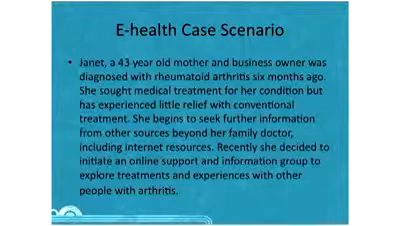 E-health Case Scenario
• Janet, a 43 year old mother and business owner was
diagnosed with rheumatoid arthritis six months ago.
She sought medical treatment for her condition but
has experienced little relief with conventional
treatment. She begins to seek further information
from other sources beyond her family doctor,
including internet resources. Recently she decided to
initiate an online support and information group to
explore treatments and experiences with other
people with arthritis.